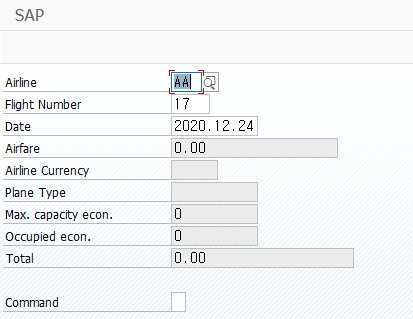 SAP
Airline AA
Flight Number 17
Date 2020.12.24
Airfare 0.00
Airline Currency
Plane Type
Max. capacity econ. 0
Occupied econ. 0
Total 0.00
Command